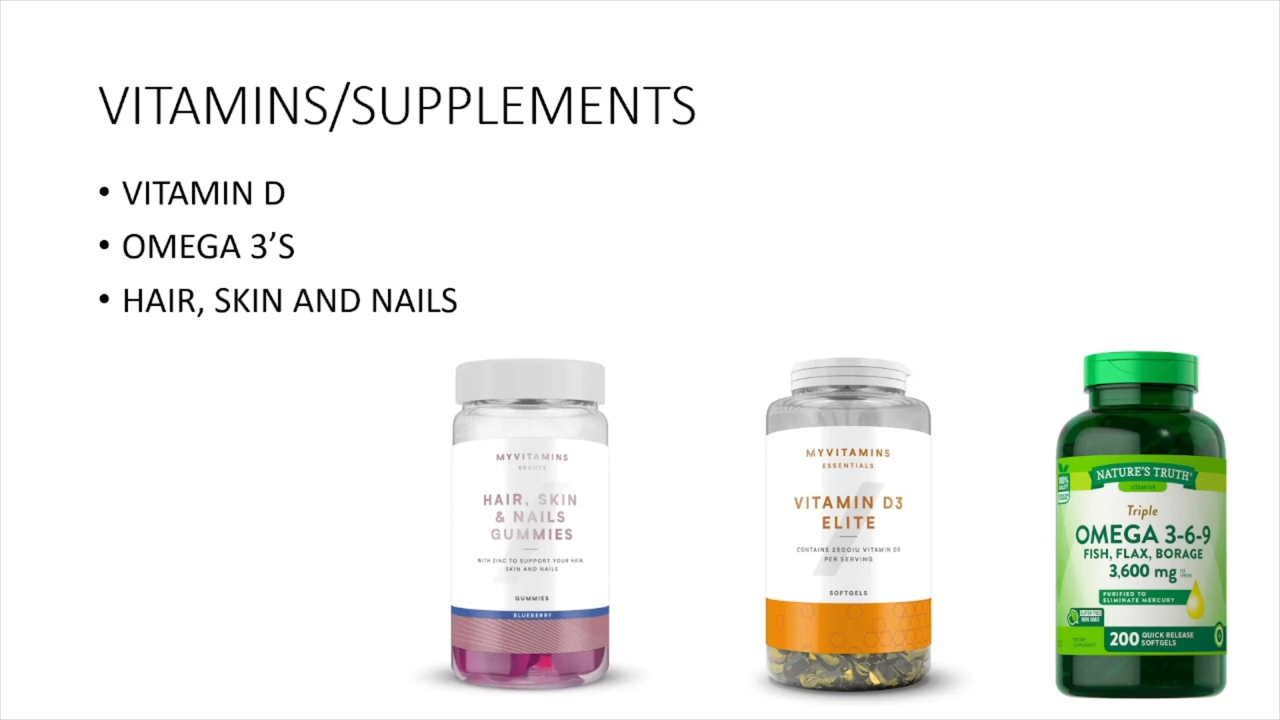 VITAMINS/SUPPLEMENTS
• VITAMIN D
• OMEGA 3’S
• HAIR, SKIN AND NAILS
MYVITAMINS
BEAUTY
HAIR, SKIN
& NAILS
GUMMIES
WITH ZINC TO SUPPORT YOUR HAIR,
SKIN AND NAILS
GUMMIES
BLUEBERRY
MYVITAMINS
ESSENTIALS
VITAMIN D3
ELITE
CONTAINS 2500IU VITAMIN D3
PER SERVING
SOFTGELS
NATURE'S TRUTH
VITAMINS
Triple
OMEGA 3-6-9
FISH, FLAX, BORAGE
3,600 mg
PURIFIED TO
ELIMINATE MERCURY
200 QUICK RELEASE
SOFTGELS